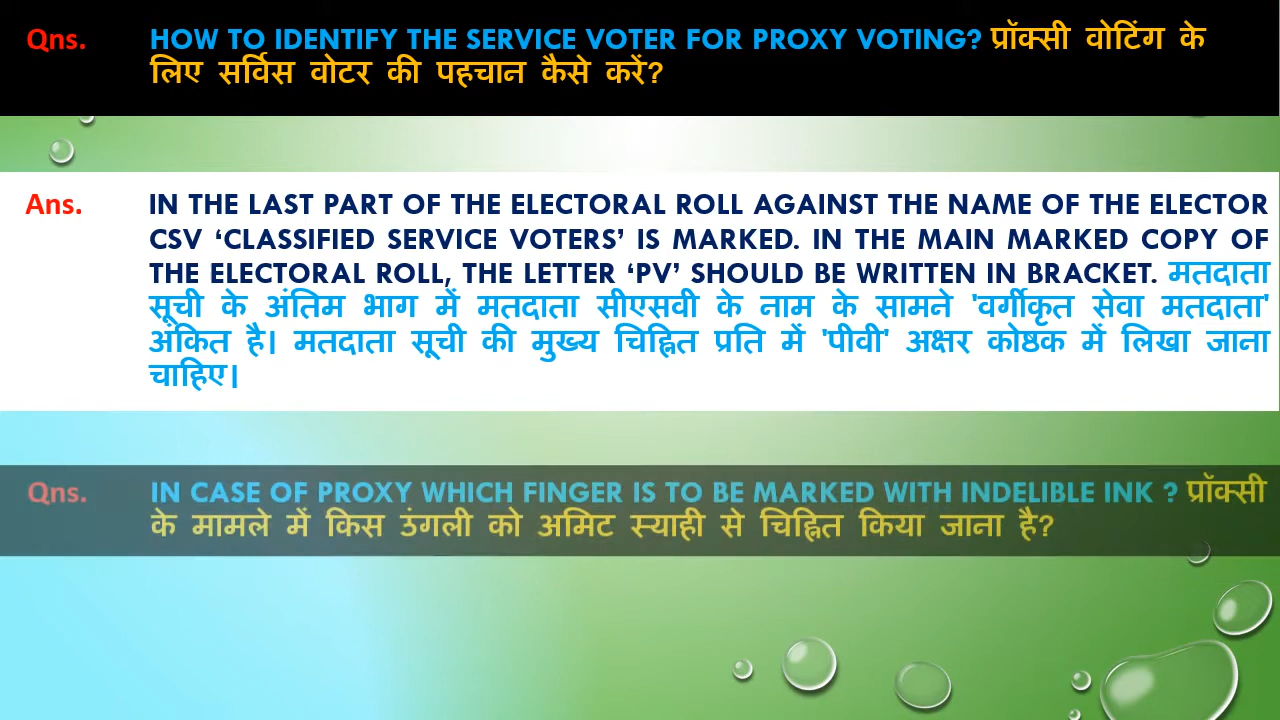 Qns. HOW TO IDENTIFY THE SERVICE VOTER FOR PROXY VOTING? प्रॉक्सी वोटिंग के
लिए सर्विस वोटर की पहचान कैसे करें?
Ans. IN THE LAST PART OF THE ELECTORAL ROLL AGAINST THE NAME OF THE ELECTOR
CSV ‘CLASSIFIED SERVICE VOTERS’ IS MARKED. IN THE MAIN MARKED COPY OF
THE ELECTORAL ROLL, THE LETTER ‘PV’ SHOULD BE WRITTEN IN BRACKET. मतदाता
सूची के अंतिम भाग में मतदाता सीएसवी के नाम के सामने 'वर्गीकृत सेवा मतदाता'
अंकित है। मतदाता सूची की मुख्य चिह्नित प्रति में 'पीवी' अक्षर कोष्ठक में लिखा जाना
चाहिए।
Qns. IN CASE OF PROXY WHICH FINGER IS TO BE MARKED WITH INDELIBLE INK ? प्रॉक्सी
के मामले में किस उंगली को अमिट स्याही से चिह्नित किया जाना है?